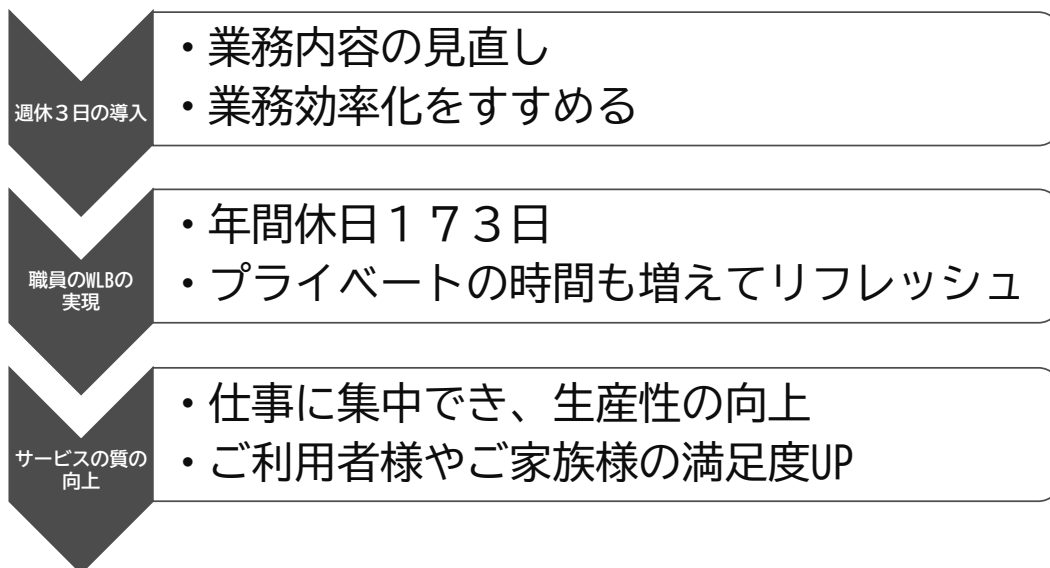 週休３日の導入
・業務内容の見直し
・業務効率化をすすめる
職員のWLBの
実現
・年間休日１７３日
・プライベートの時間も増えてリフレッシュ
サービスの質の
向上
・仕事に集中でき、生産性の向上
・ご利用者様やご家族様の満足度UP